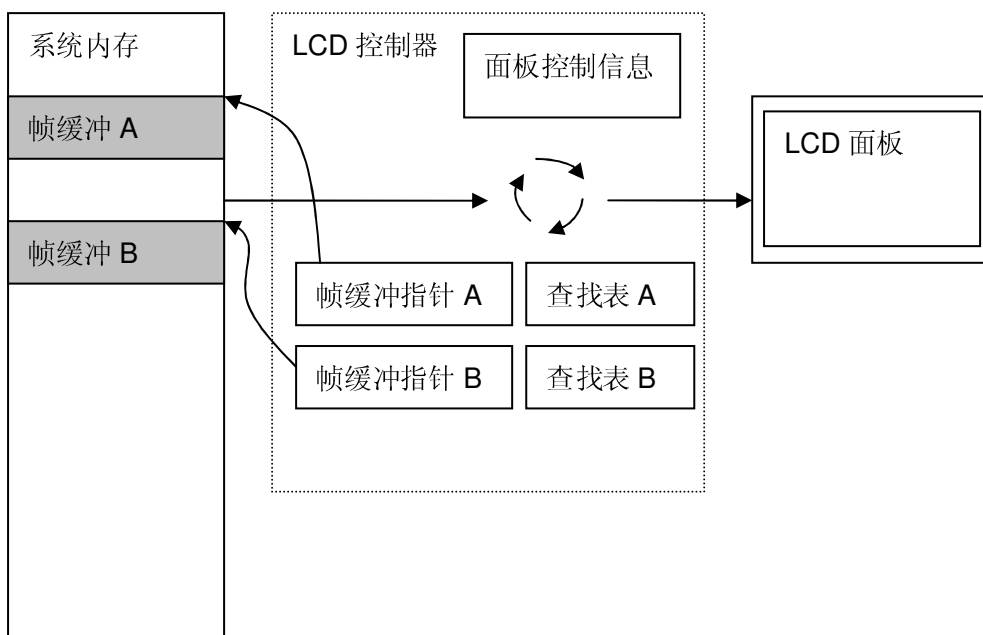 系统内存
帧缓冲 A
帧缓冲 B
LCD 控制器
面板控制信息
帧缓冲指针 A
查找表 A
帧缓冲指针 B
查找表 B
LCD 面板